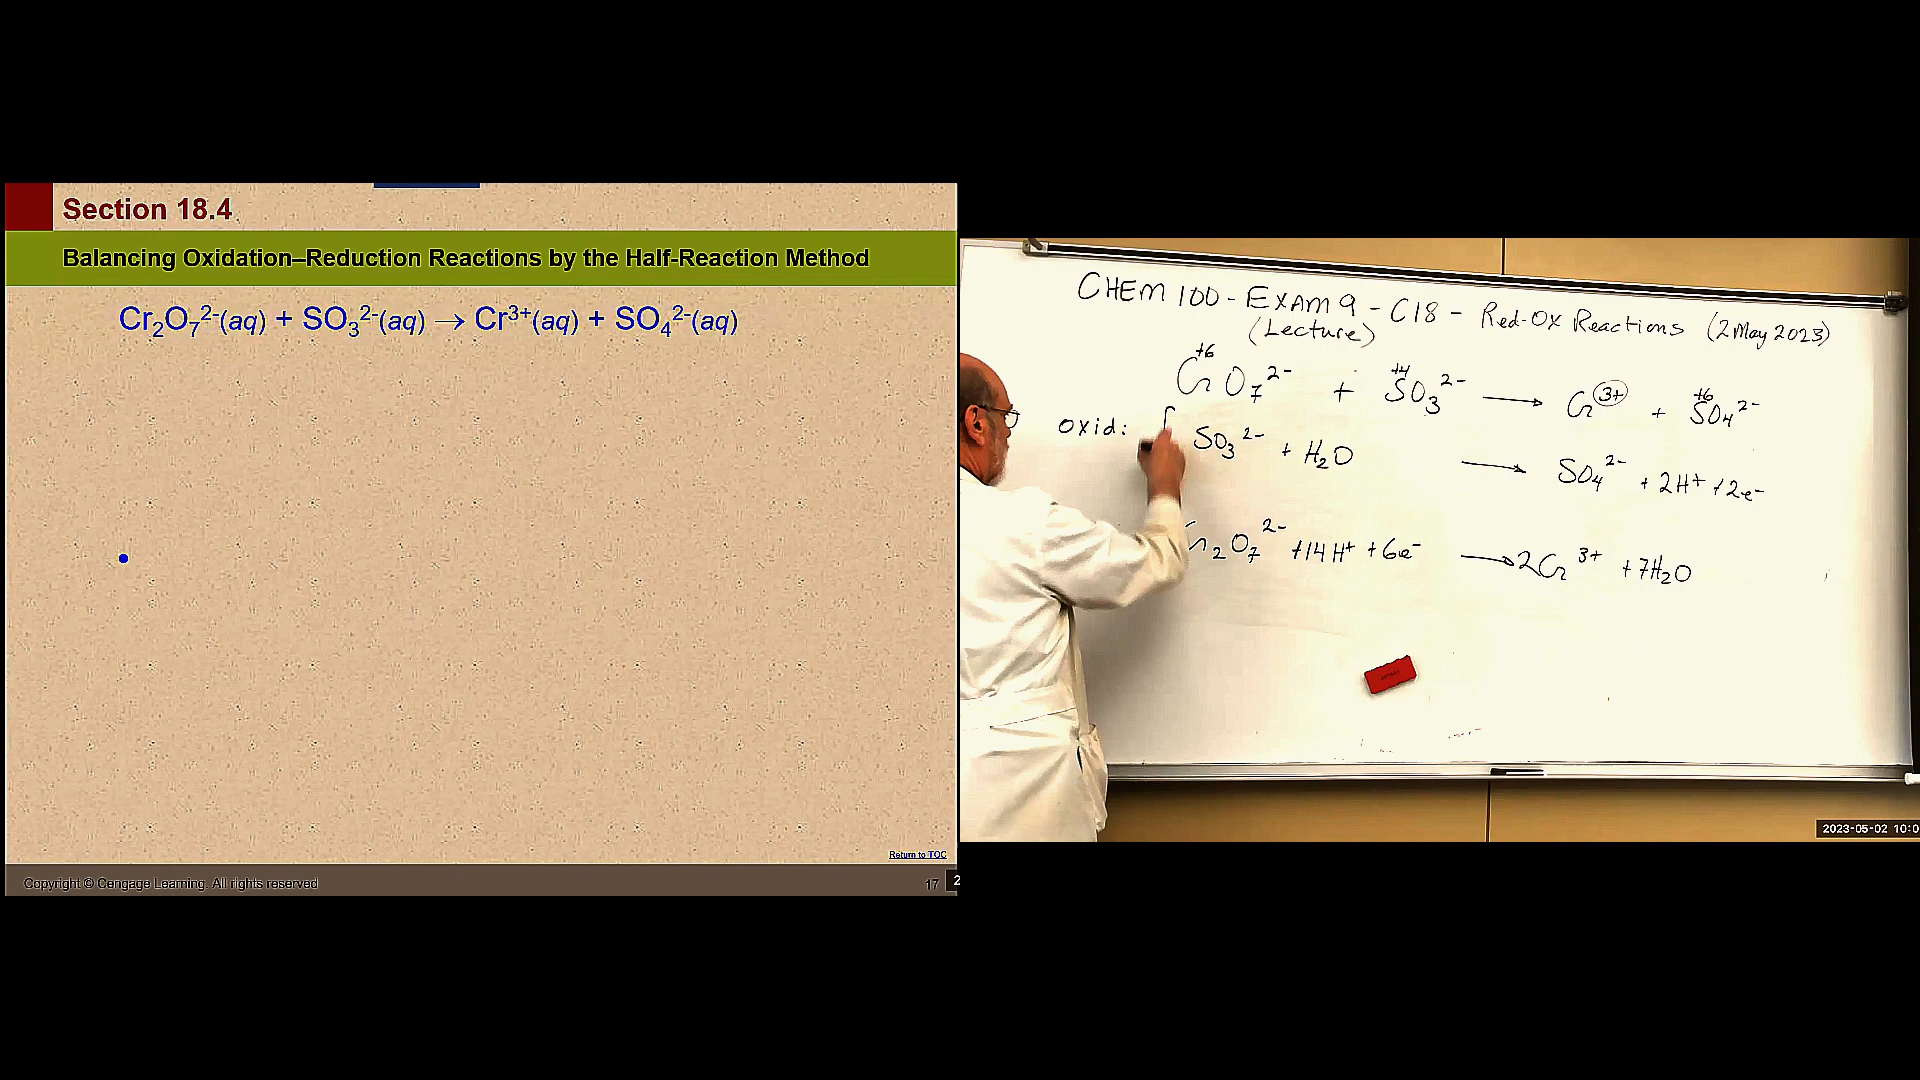 Section 18.4
Balancing Oxidation–Reduction Reactions by the Half-Reaction Method
Cr₂O₇²⁻(aq) + SO₃²⁻(aq) → Cr³⁺(aq) + SO₄²⁻(aq)
•
Return to TOC
Copyright © Cengage Learning. All rights reserved
17
2
CHEM 100 - EXAM 9 - C18 - Red-Ox Reactions (2 May 2023)
(Lecture)
+6 +4 +6
Cr O₇²⁻ + SO₃²⁻ → Cr³⁺ + SO₄²⁻
oxid: SO₃²⁻ + H₂O → SO₄²⁻ + 2H⁺ + 2e⁻
Cr₂O₇²⁻ + 14H⁺ + 6e⁻ → 2Cr³⁺ + 7H₂O
2023-05-02 10:0